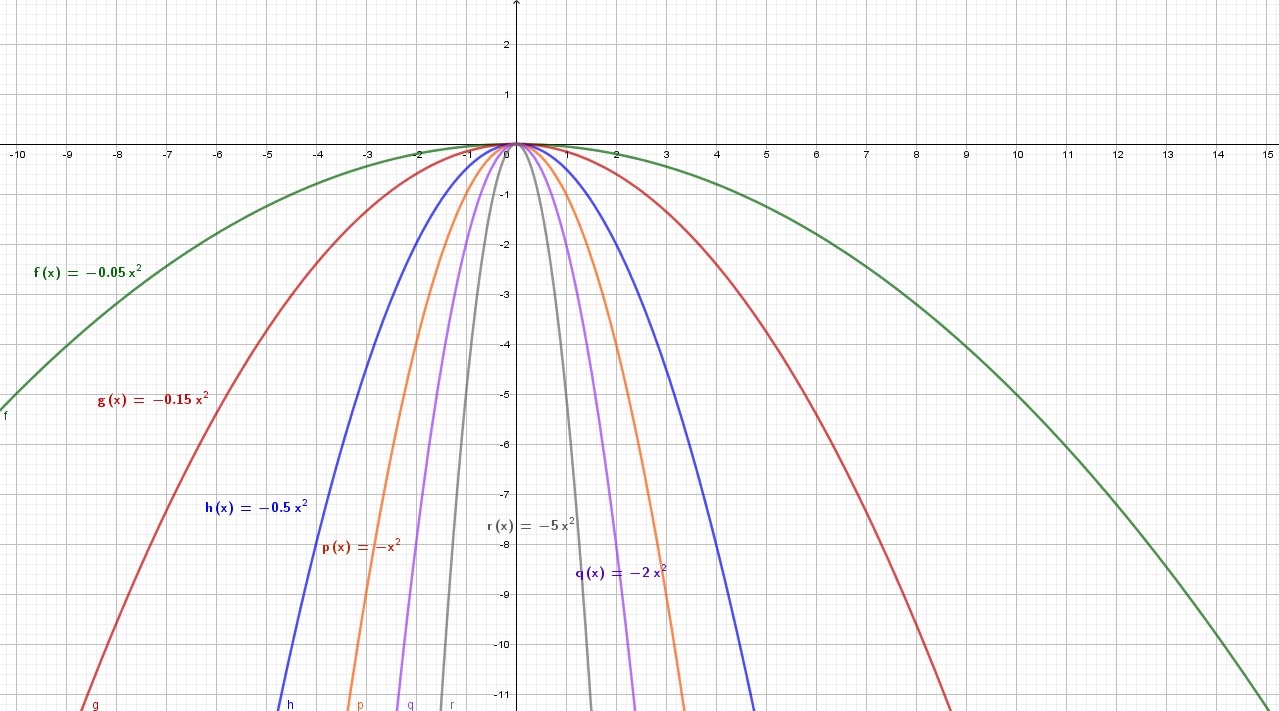 2
1
-10 -9 -8 -7 -6 -5 -4 -3 -2 -1 0 1 2 3 4 5 6 7 8 9 10 11 12 13 14 15
-1
-2
f (x) = −0.05 x²
-3
-4
g (x) = −0.15 x²
-5
f
-6
-7
h (x) = −0.5 x²
r (x) = −5 x²
p (x) = −x²
-8
q (x) = −2 x²
-9
-10
-11
g h p q r